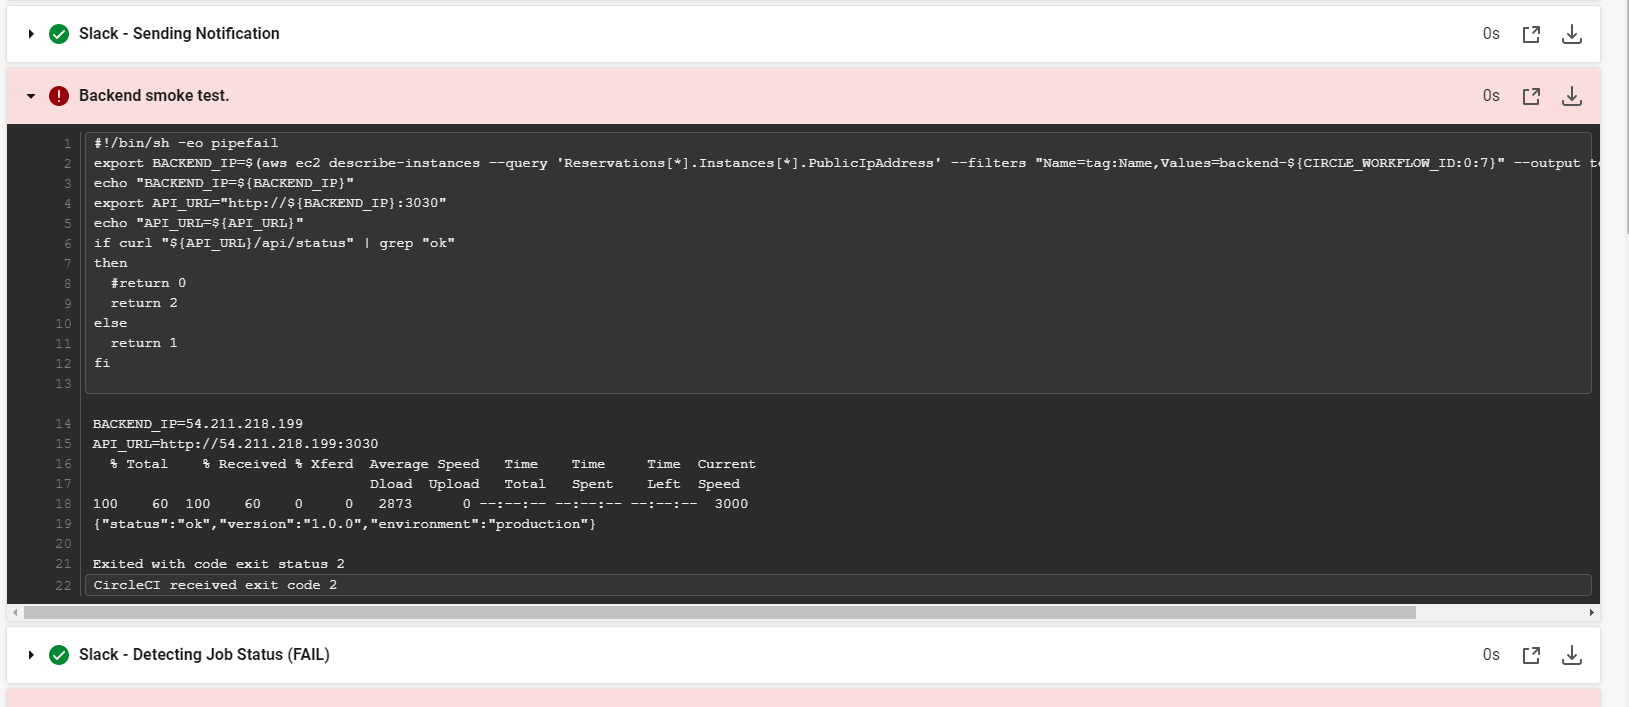 Slack - Sending Notification 0s
Backend smoke test. 0s
1 #!/bin/sh -eo pipefail
2 export BACKEND_IP=$(aws ec2 describe-instances --query 'Reservations[*].Instances[*].PublicIpAddress' --filters "Name=tag:Name,Values=backend-${CIRCLE_WORKFLOW_ID:0:7}" --output
3 echo "BACKEND_IP=${BACKEND_IP}"
4 export API_URL="http://${BACKEND_IP}:3030"
5 echo "API_URL=${API_URL}"
6 if curl "${API_URL}/api/status" | grep "ok"
7 then
8   #return 0
9   return 2
10 else
11   return 1
12 fi
13
14 BACKEND_IP=54.211.218.199
15 API_URL=http://54.211.218.199:3030
16   % Total    % Received % Xferd  Average Speed   Time    Time     Time  Current
17                                  Dload  Upload   Total   Spent    Left  Speed
18 100    60  100    60    0     0   2873      0 --:--:-- --:--:-- --:--:--  3000
19 {"status":"ok","version":"1.0.0","environment":"production"}
20
21 Exited with code exit status 2
22 CircleCI received exit code 2
Slack - Detecting Job Status (FAIL) 0s